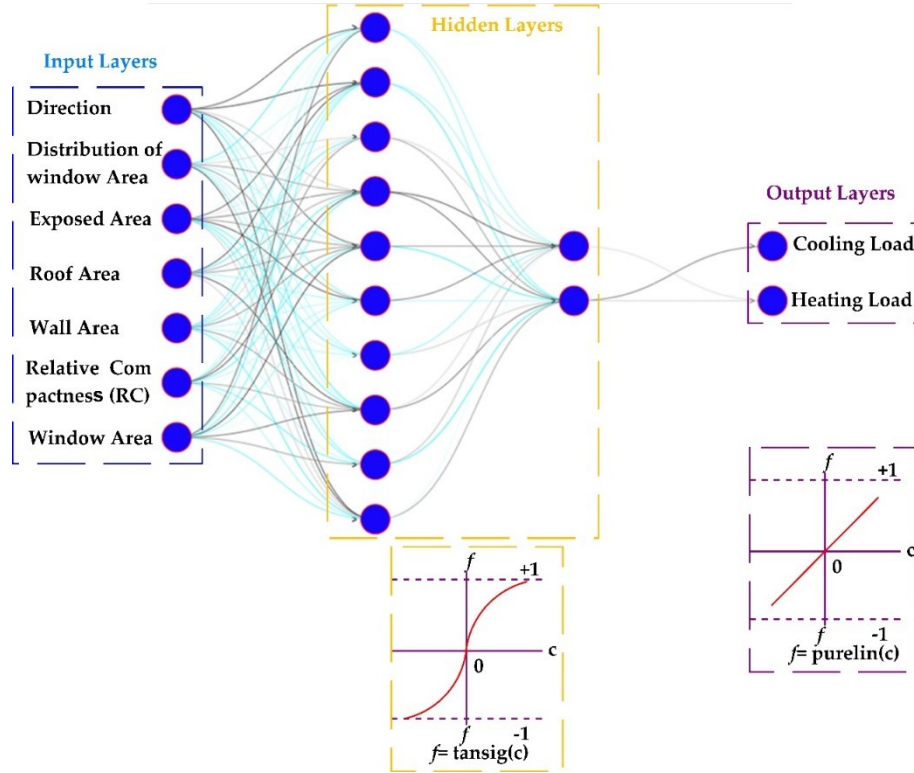 Hidden Layers
Input Layers
Direction
Distribution of
window Area
Exposed Area
Roof Area
Wall Area
Relative Com
pactness (RC)
Window Area
Output Layers
Cooling Load
Heating Load
f
+1
c
0
f
-1
f= tansig(c)
f
+1
c
0
f
-1
f= purelin(c)